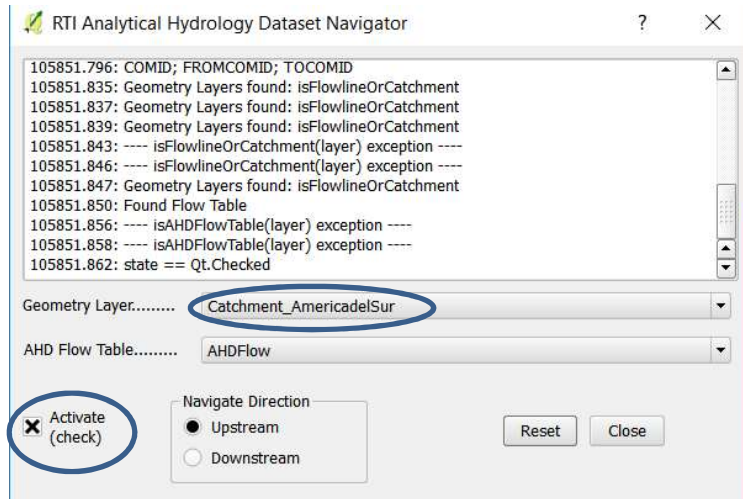 RTI Analytical Hydrology Dataset Navigator ? X
105851.796: COMID; FROMCOMID; TOCOMID
105851.835: Geometry Layers found: isFlowlineOrCatchment
105851.837: Geometry Layers found: isFlowlineOrCatchment
105851.839: Geometry Layers found: isFlowlineOrCatchment
105851.843: ---- isFlowlineOrCatchment(layer) exception ----
105851.846: ---- isFlowlineOrCatchment(layer) exception ----
105851.847: Geometry Layers found: isFlowlineOrCatchment
105851.850: Found Flow Table
105851.856: ---- isAHDFlowTable(layer) exception ----
105851.858: ---- isAHDFlowTable(layer) exception ----
105851.862: state == Qt.Checked
Geometry Layer......... Catchment_AmericadelSur
AHD Flow Table......... AHDFlow
Activate
(check)
Navigate Direction
Upstream
Downstream
Reset Close